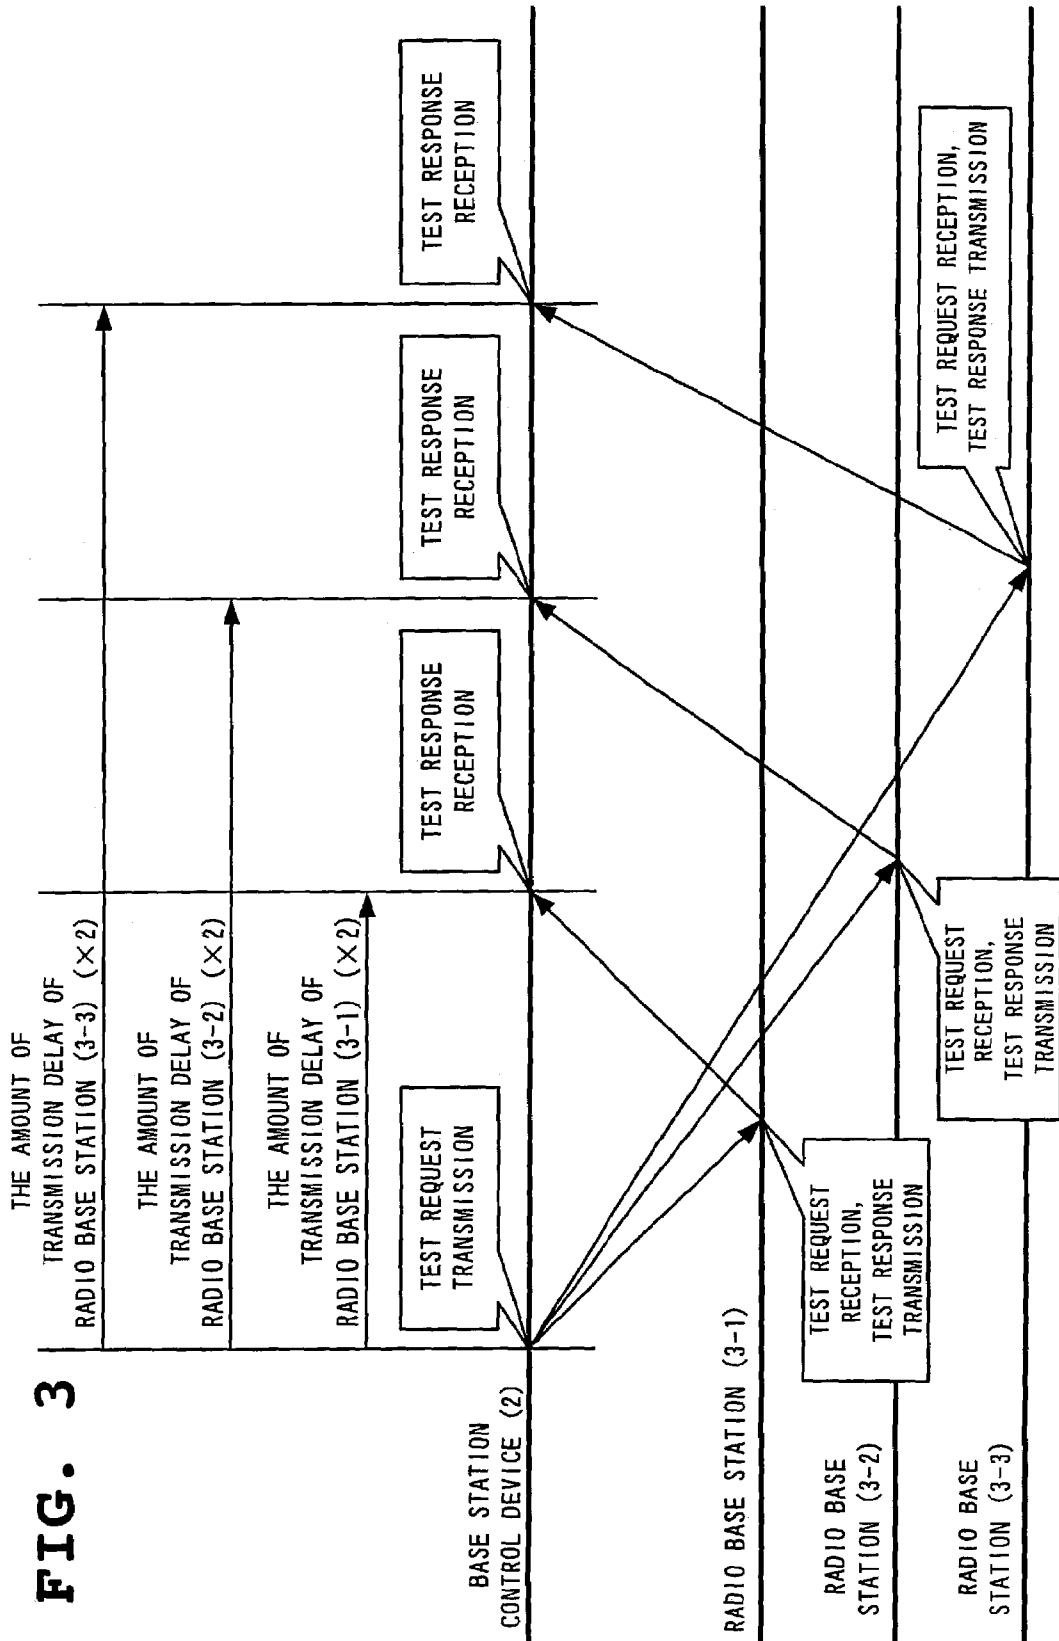 FIG. 3
THE AMOUNT OF
TRANSMISSION DELAY OF
RADIO BASE STATION (3-3) (×2)
THE AMOUNT OF
TRANSMISSION DELAY OF
RADIO BASE STATION (3-2) (×2)
THE AMOUNT OF
TRANSMISSION DELAY OF
RADIO BASE STATION (3-1) (×2)
TEST REQUEST
TRANSMISSION
TEST RESPONSE
RECEPTION
TEST RESPONSE
RECEPTION
TEST RESPONSE
RECEPTION
BASE STATION
CONTROL DEVICE (2)
RADIO BASE STATION (3-1)
TEST REQUEST
RECEPTION,
TEST RESPONSE
TRANSMISSION
RADIO BASE
STATION (3-2)
TEST REQUEST
RECEPTION,
TEST RESPONSE
TRANSMISSION
RADIO BASE
STATION (3-3)
TEST REQUEST RECEPTION,
TEST RESPONSE TRANSMISSION